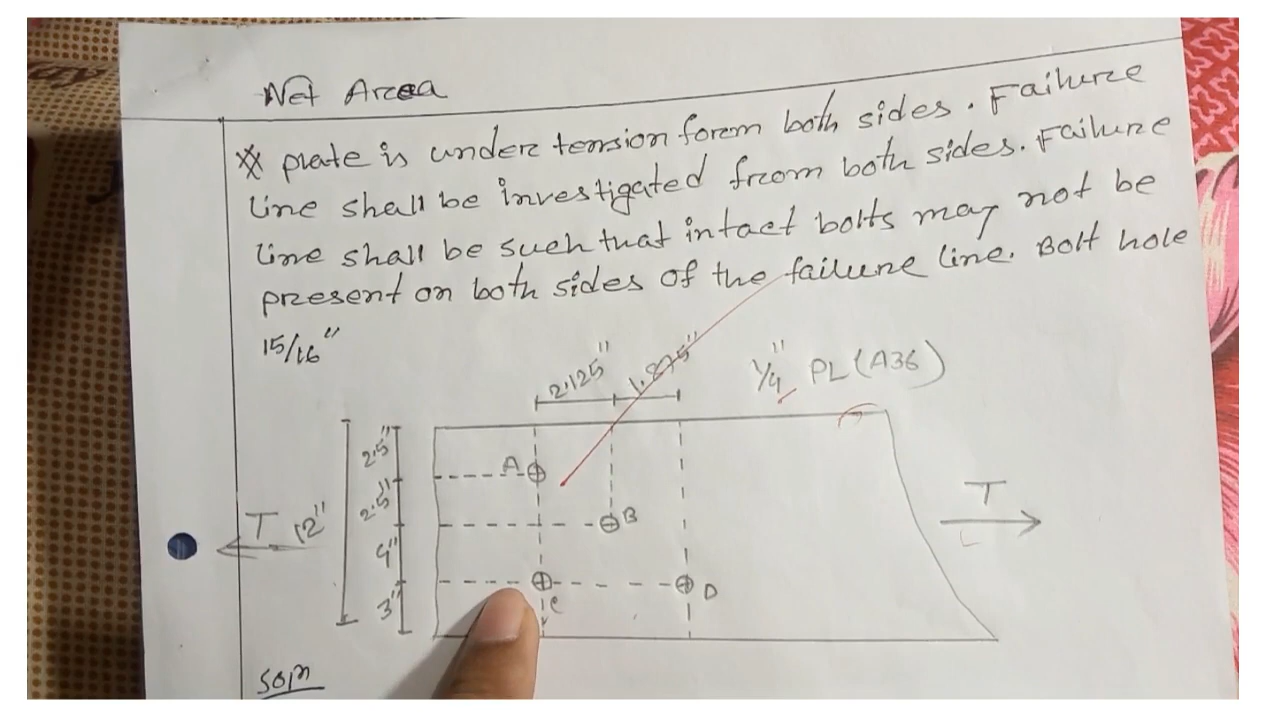 Net Area
* plate is under tension form both sides. Failure
line shall be investigated from both sides. Failure
line shall be such that intact bolts may not be
present on both sides of the failure line. Bolt hole
15/16"
2.125"
1.875"
1/4" PL (A36)
2.5"
A
T
12"
2.5"
B
T
4"
3"
C
D
Soln